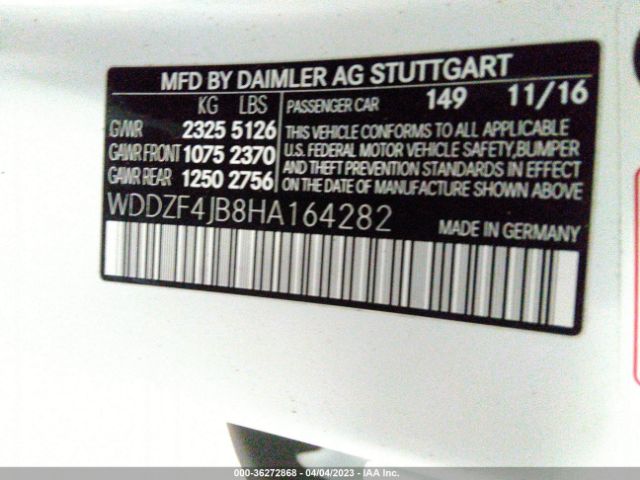 MFD BY DAIMLER AG STUTTGART
KG LBS
GVWR 2325 5126
GAWR FRONT 1075 2370
GAWR REAR 1250 2756
PASSENGER CAR 149 11/16
THIS VEHICLE CONFORMS TO ALL APPLICABLE
U.S. FEDERAL MOTOR VEHICLE SAFETY, BUMPER
AND THEFT PREVENTION STANDARDS IN EFFECT
ON THE DATE OF MANUFACTURE SHOWN ABOVE
WDDZF4JB8HA164282
MADE IN GERMANY
000-36272868 - 04/04/2023 - IAA Inc.